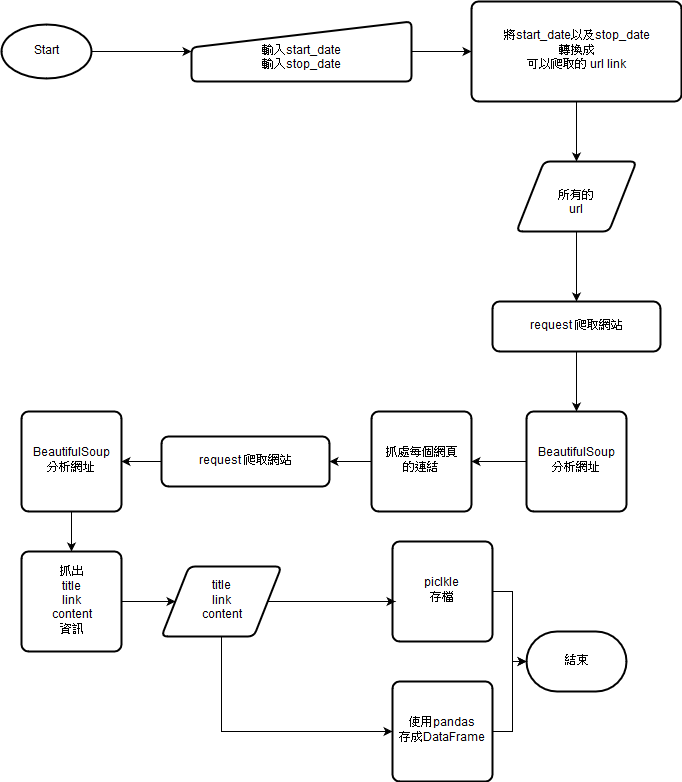 Start
輸入start_date
輸入stop_date
將start_date以及stop_date
轉換成
可以爬取的 url link
所有的
url
request 爬取網站
BeautifulSoup
分析網址
抓處每個網頁
的連結
request 爬取網站
BeautifulSoup
分析網址
抓出
title
link
content
資訊
title
link
content
piclkle
存檔
使用pandas
存成DataFrame
結束